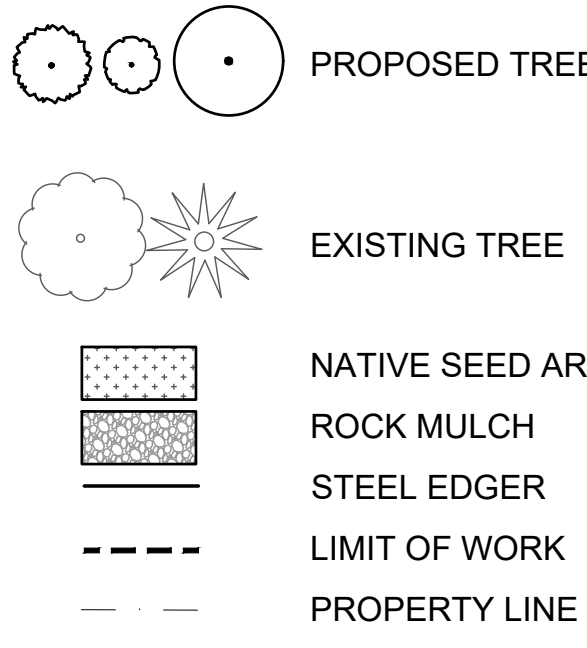 PROPOSED TREE
EXISTING TREE
NATIVE SEED AR
ROCK MULCH
STEEL EDGER
LIMIT OF WORK
PROPERTY LINE